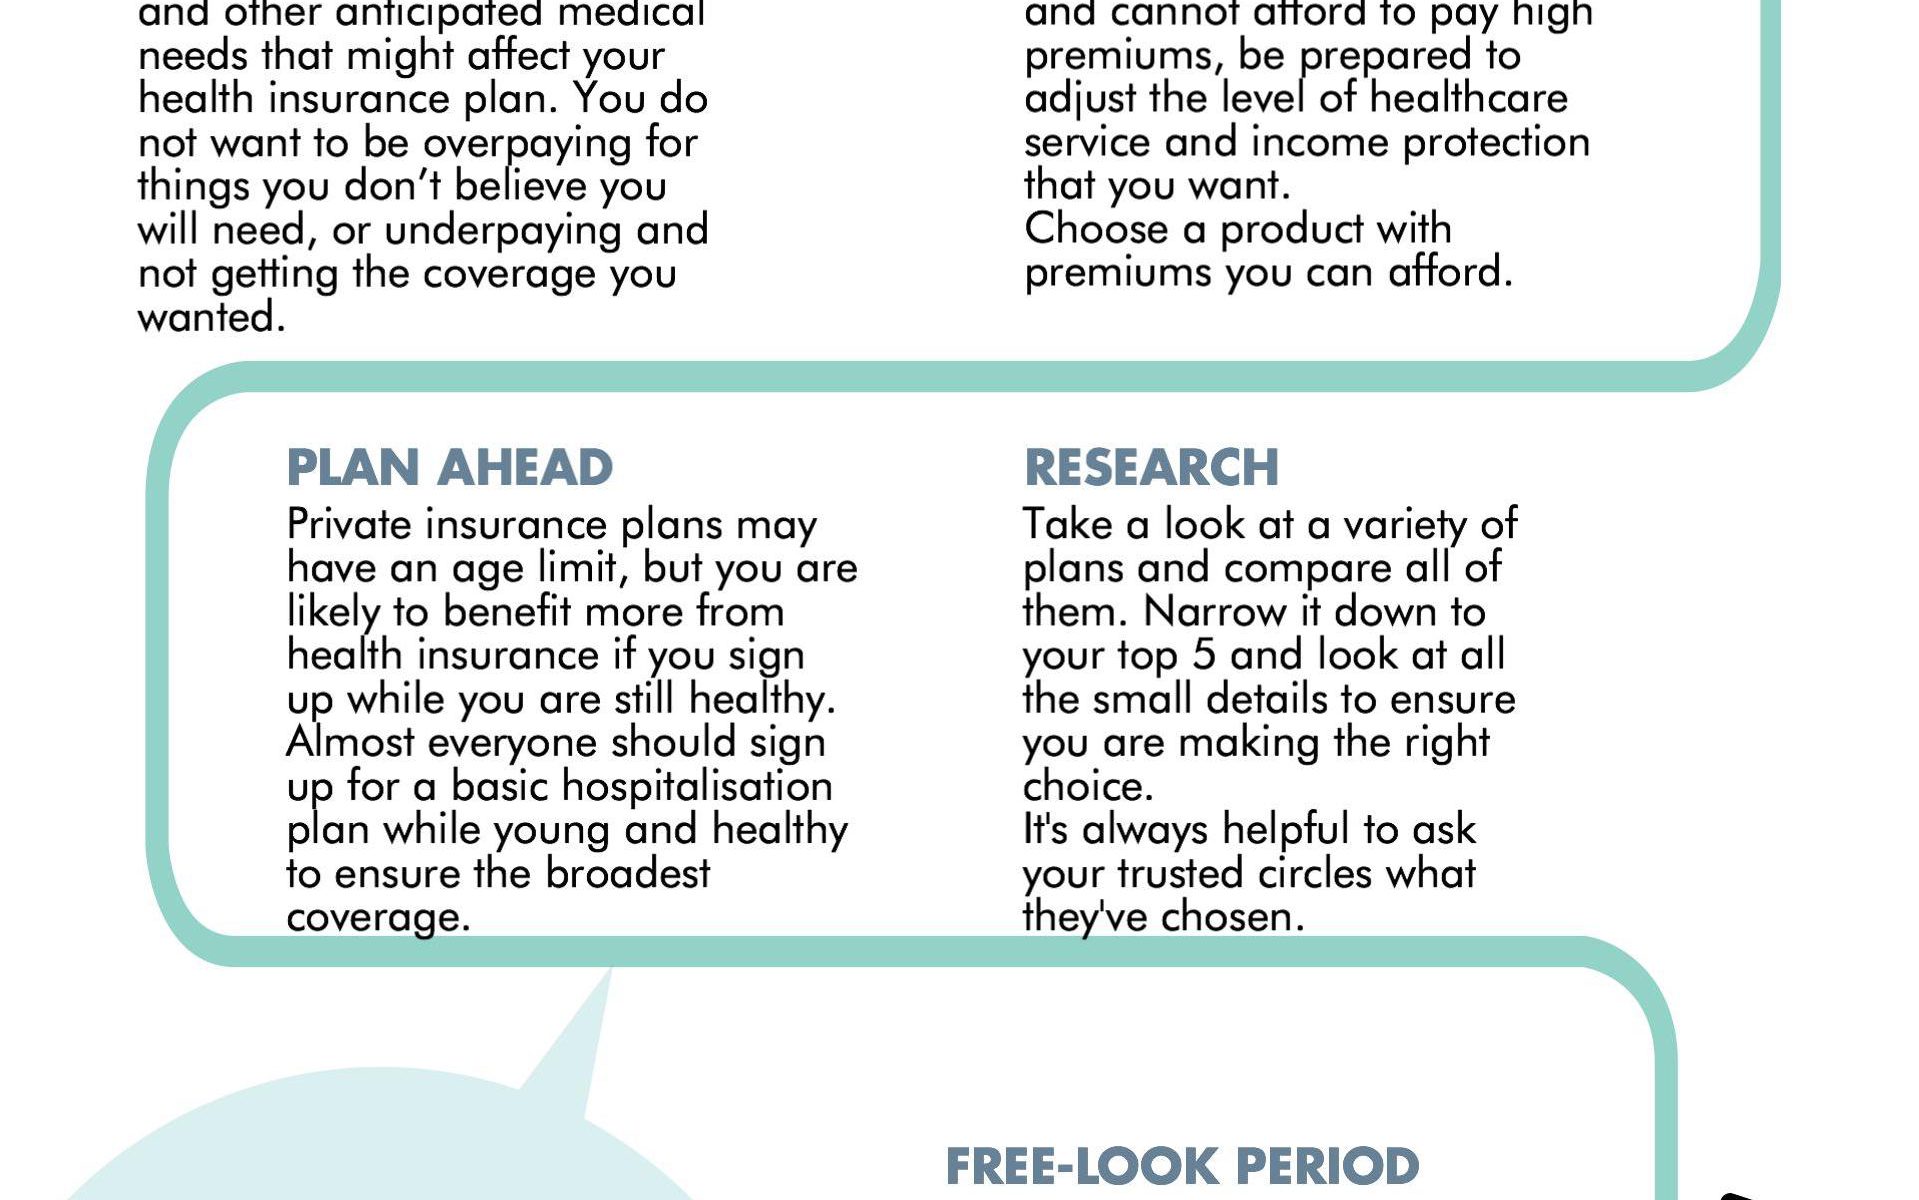 and other anticipated medical
needs that might affect your
health insurance plan. You do
not want to be overpaying for
things you don’t believe you
will need, or underpaying and
not getting the coverage you
wanted.
and cannot afford to pay high
premiums, be prepared to
adjust the level of healthcare
service and income protection
that you want.
Choose a product with
premiums you can afford.
PLAN AHEAD
Private insurance plans may
have an age limit, but you are
likely to benefit more from
health insurance if you sign
up while you are still healthy.
Almost everyone should sign
up for a basic hospitalisation
plan while young and healthy
to ensure the broadest
coverage.
RESEARCH
Take a look at a variety of
plans and compare all of
them. Narrow it down to
your top 5 and look at all
the small details to ensure
you are making the right
choice.
It's always helpful to ask
your trusted circles what
they've chosen.
FREE-LOOK PERIOD